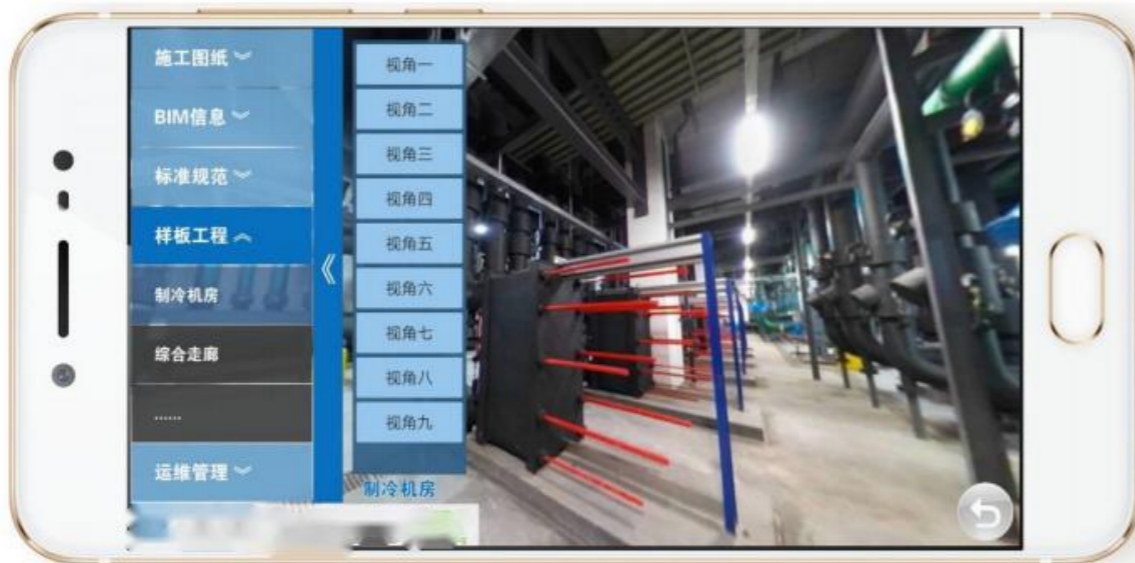 施工图纸
BIM信息
标准规范
样板工程
制冷机房
综合走廊
......
运维管理
视角一
视角二
视角三
视角四
视角五
视角六
视角七
视角八
视角九
制冷机房